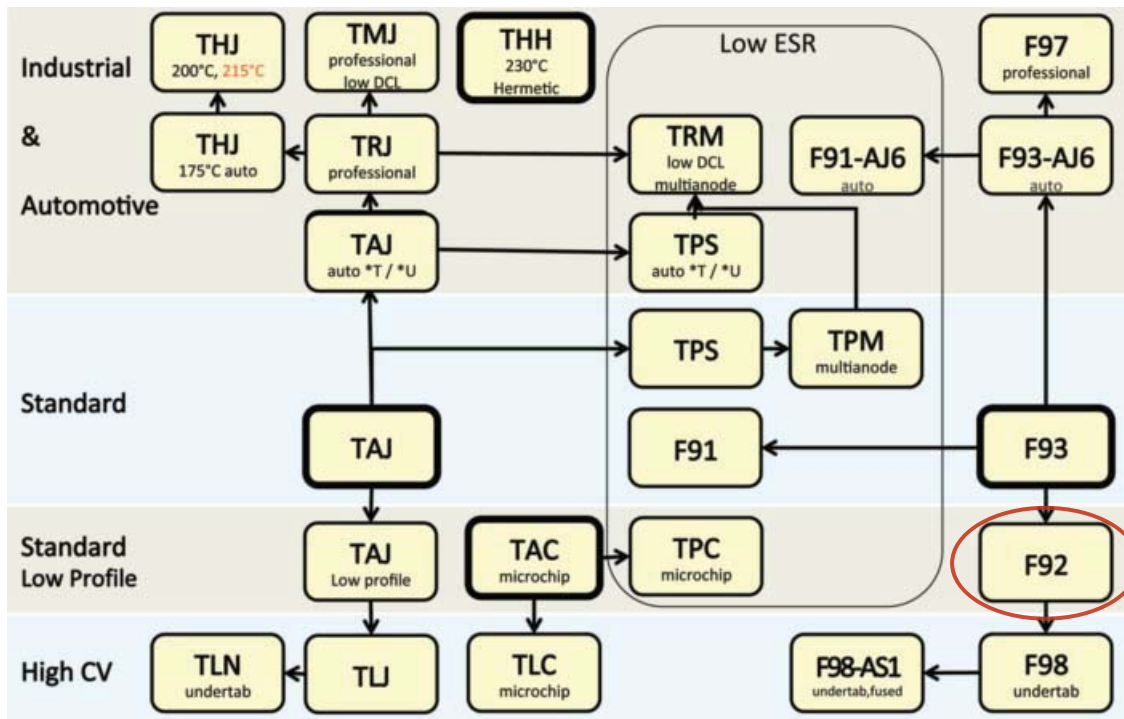 Industrial
&
Automotive
Standard
Standard
Low Profile
High CV
THJ
200°C, 215°C
TMJ
professional
low DCL
THH
230°C
Hermetic
Low ESR
F97
professional
THJ
175°C auto
TRJ
professional
TRM
low DCL
multianode
F91-AJ6
auto
F93-AJ6
auto
TAJ
auto *T / *U
TPS
auto *T / *U
TPS
TPM
multianode
TAJ
F91
F93
TAJ
Low profile
TAC
microchip
TPC
microchip
F92
TLN
undertab
TLJ
TLC
microchip
F98-AS1
undertab,fused
F98
undertab